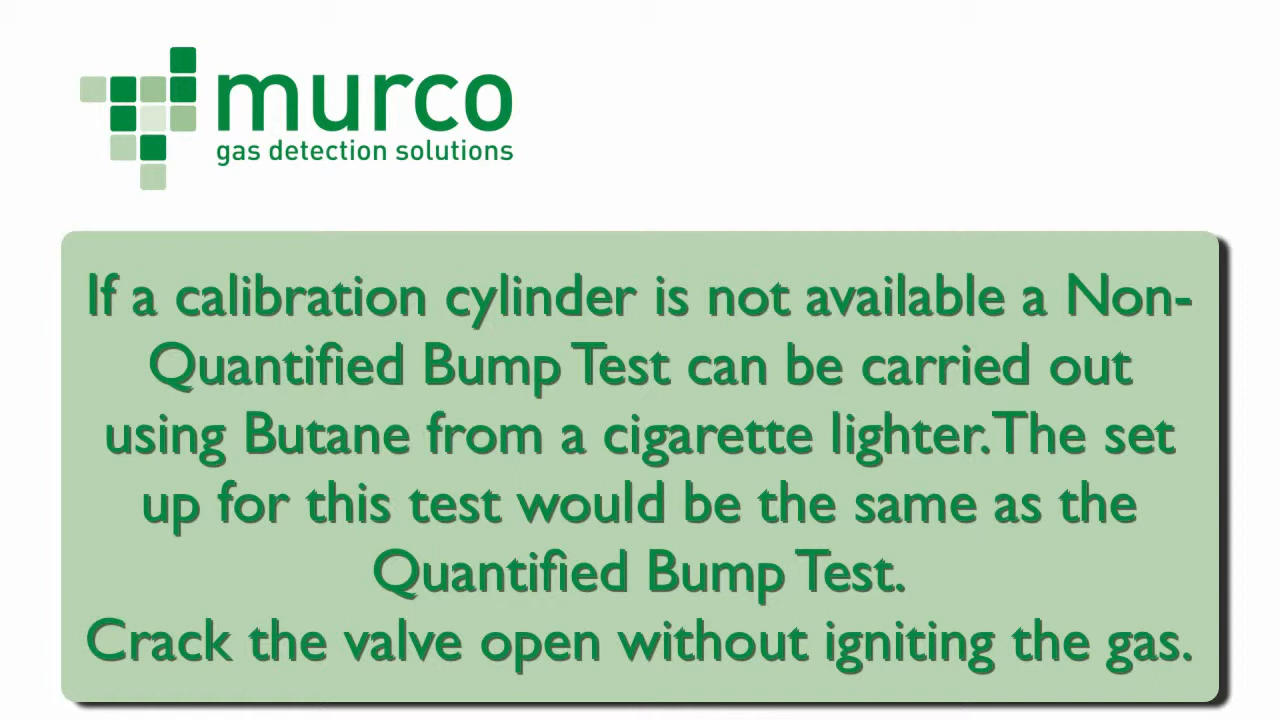 murco
gas detection solutions
If a calibration cylinder is not available a Non-
Quantified Bump Test can be carried out
using Butane from a cigarette lighter. The set
up for this test would be the same as the
Quantified Bump Test.
Crack the valve open without igniting the gas.